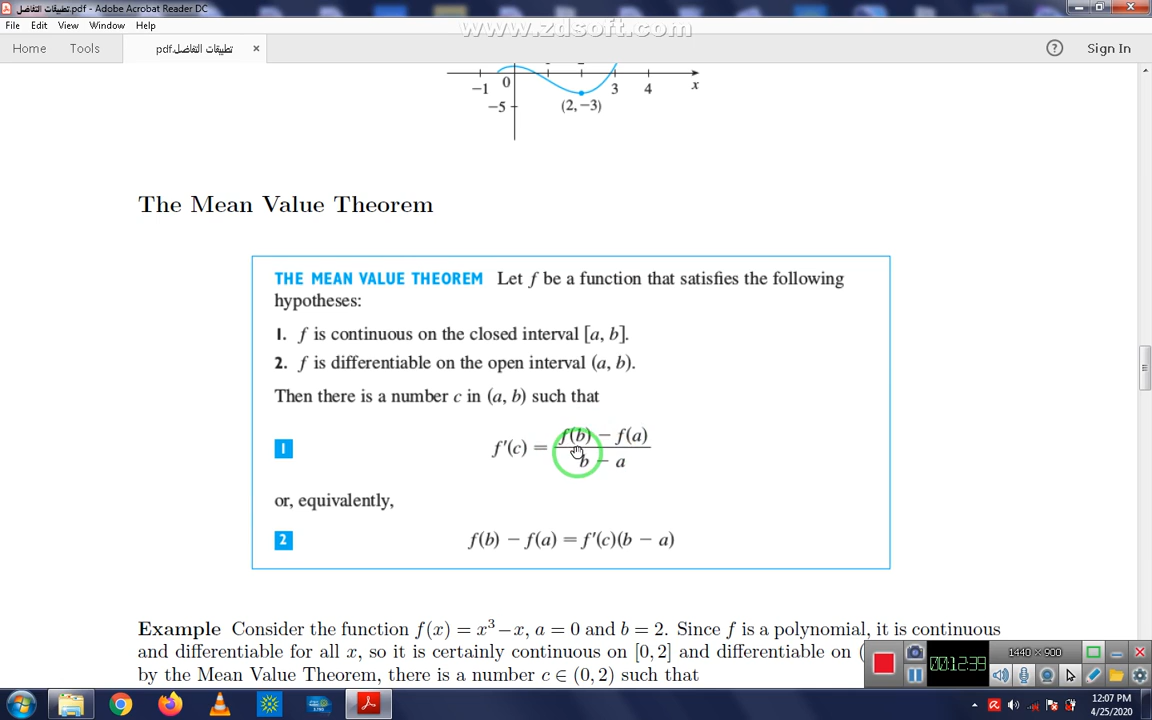 تطبيقات التفاضل.pdf - Adobe Acrobat Reader DC
www.zdsoft.com
File Edit View Window Help
Home Tools تطبيقات التفاضل.pdf × ? Sign In
−1 0 3 4 x
−5 (2, −3)
The Mean Value Theorem
THE MEAN VALUE THEOREM Let f be a function that satisfies the following
hypotheses:
1. f is continuous on the closed interval [a, b].
2. f is differentiable on the open interval (a, b).
Then there is a number c in (a, b) such that
1 f′(c) = f(b) − f(a) / b − a
or, equivalently,
2 f(b) − f(a) = f′(c)(b − a)
Example Consider the function f(x) = x³−x, a = 0 and b = 2. Since f is a polynomial, it is continuous
and differentiable for all x, so it is certainly continuous on [0, 2] and differentiable on (
by the Mean Value Theorem, there is a number c ∈ (0, 2) such that
00:12:39
1440 × 900
12:07 PM
4/25/2020